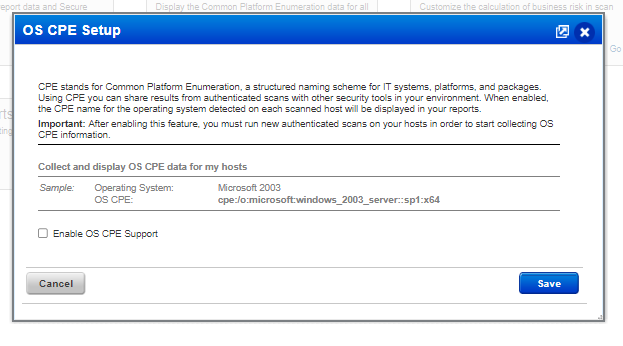 eport data and Secure
Display the Common Platform Enumeration data for all
Customize the calculation of business risk in scan
OS CPE Setup
Go
CPE stands for Common Platform Enumeration, a structured naming scheme for IT systems, platforms, and packages.
Using CPE you can share results from authenticated scans with other security tools in your environment. When enabled,
the CPE name for the operating system detected on each scanned host will be displayed in your reports.
Important: After enabling this feature, you must run new authenticated scans on your hosts in order to start collecting OS
CPE information.
Collect and display OS CPE data for my hosts
Sample: Operating System: Microsoft 2003
OS CPE: cpe:/o:microsoft:windows_2003_server::sp1:x64
Enable OS CPE Support
Cancel Save